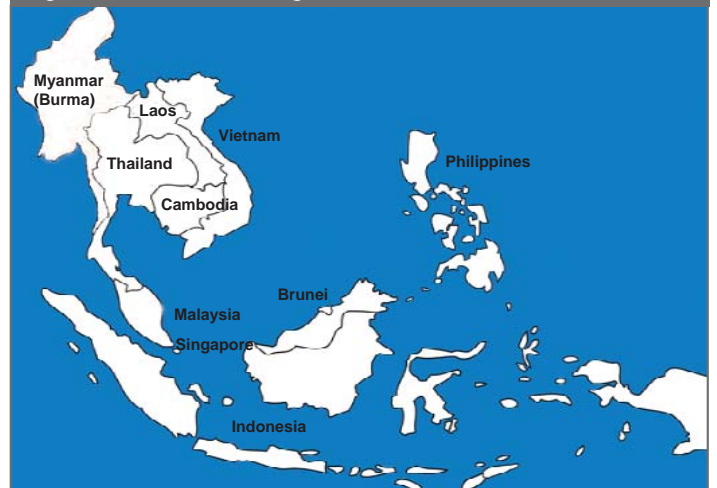 Myanmar
(Burma)
Laos
Vietnam
Thailand
Philippines
Cambodia
Brunei
Malaysia
Singapore
Indonesia